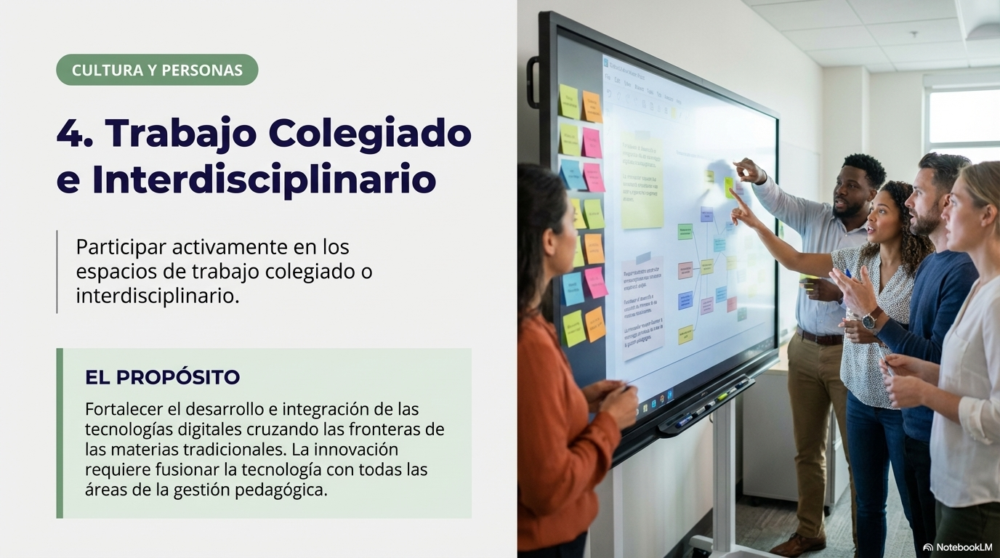 CULTURA Y PERSONAS
4. Trabajo Colegiado
e Interdisciplinario
Participar activamente en los
espacios de trabajo colegiado o
interdisciplinario.
EL PROPÓSITO
Fortalecer el desarrollo e integración de las
tecnologías digitales cruzando las fronteras de
las materias tradicionales. La innovación
requiere fusionar la tecnología con todas las
áreas de la gestión pedagógica.
NotebookLM